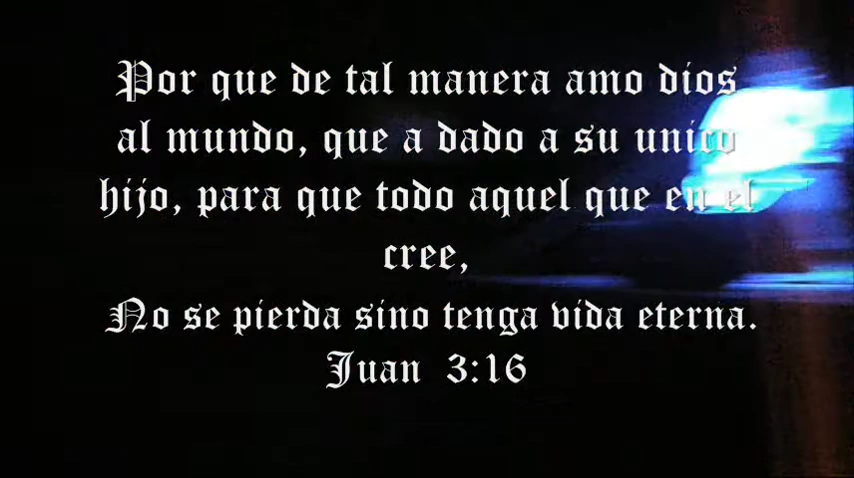 Por que de tal manera amo dios
al mundo, que a dado a su unico
hijo, para que todo aquel que en el
cree,
No se pierda sino tenga vida eterna.
Juan 3:16